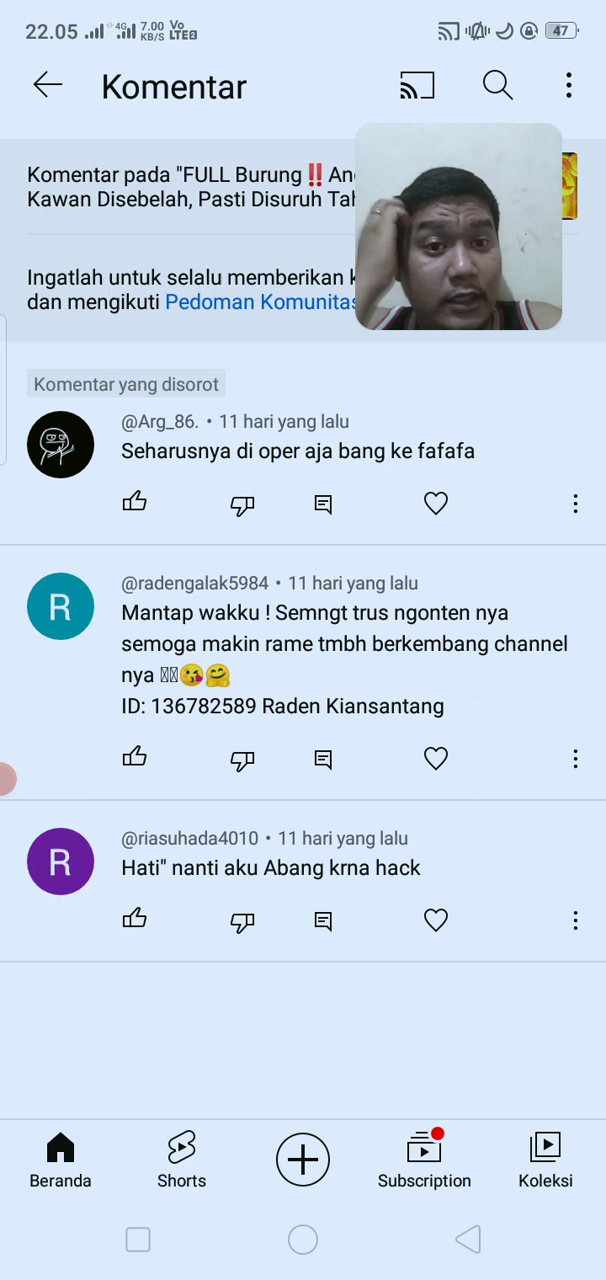 22.05 4G 7.00 KB/S Vo LTE2 47
Komentar
Komentar pada "FULL Burung‼️An
Kawan Disebelah, Pasti Disuruh Ta
Ingatlah untuk selalu memberikan
dan mengikuti Pedoman Komunitas
Komentar yang disorot
@Arg_86. • 11 hari yang lalu
Seharusnya di oper aja bang ke fafafa
R
@radengalak5984 • 11 hari yang lalu
Mantap wakku ! Semngt trus ngonten nya
semoga makin rame tmbh berkembang channel
nya 😘🤗
ID: 136782589 Raden Kiansantang
R
@riasuhada4010 • 11 hari yang lalu
Hati" nanti aku Abang krna hack
Beranda Shorts Subscription Koleksi